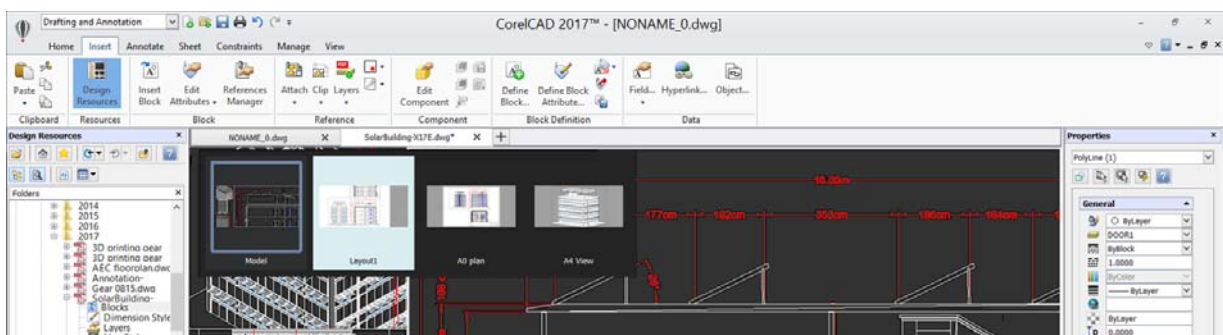 Drafting and Annotation
CorelCAD 2017™ - [NONAME_0.dwg]
Home Insert Annotate Sheet Constraints Manage View
Paste
Design Resources
Insert Block
Edit Attributes
References Manager
Attach Clip Layers
Edit Component
Define Block...
Define Block Attribute...
Field... Hyperlink... Object...
Clipboard Resources Block Reference Component Block Definition Data
Design Resources
NONAME_0.dwg
SolarBuilding-X17E.dwg*
Properties
PolyLine (1)
Folders
2014
2015
2016
2017
3D printing gear
3D printing gear
AEC floorplan.dwg
Annotation-
Gear 0815.dwg
SolarBuilding-
Blocks
Dimension Style
Layers
Model
Layout1
A0 plan
A4 View
177cm
182cm
General
ByLayer
DOOR1
ByBlock
1.0000
ByColor
ByLayer
ByLayer
0.0000